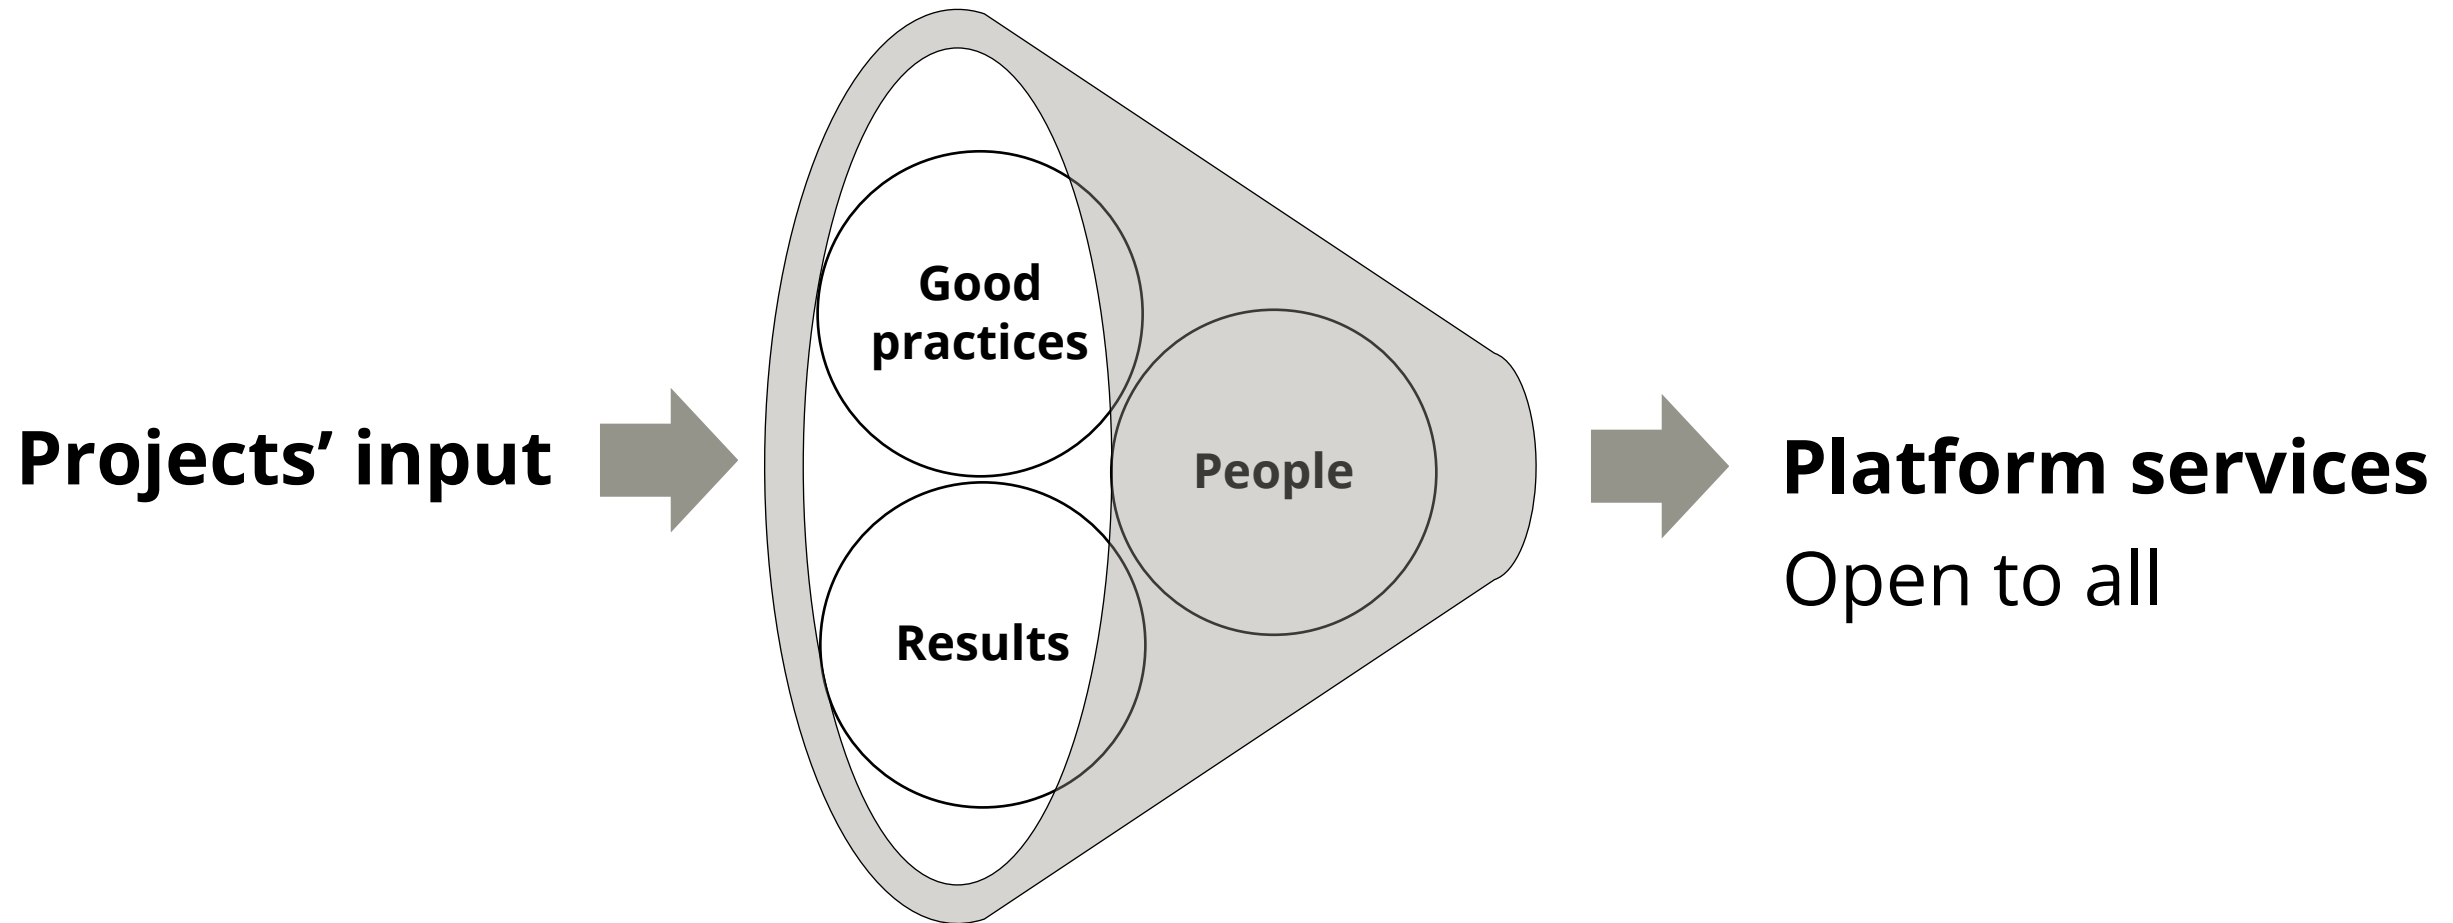 Projects’ input
Good
practices
Results
People
Platform services
Open to all